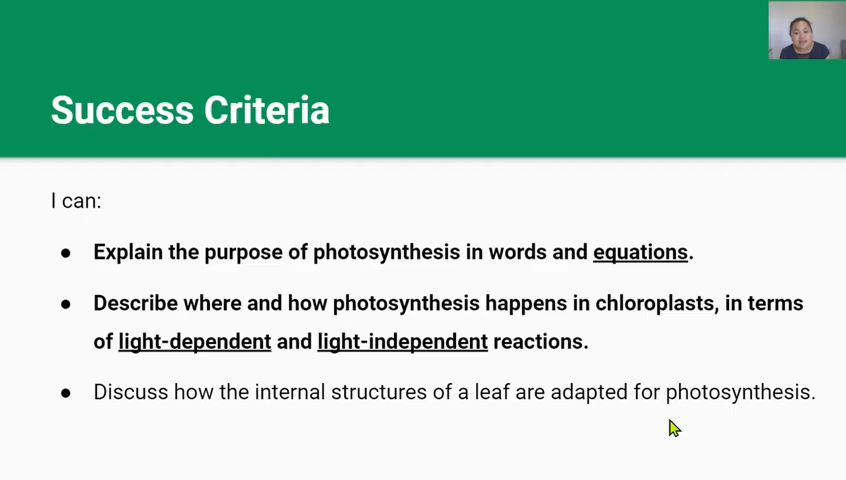 Success Criteria
I can:
● Explain the purpose of photosynthesis in words and equations.
● Describe where and how photosynthesis happens in chloroplasts, in terms
of light-dependent and light-independent reactions.
● Discuss how the internal structures of a leaf are adapted for photosynthesis.